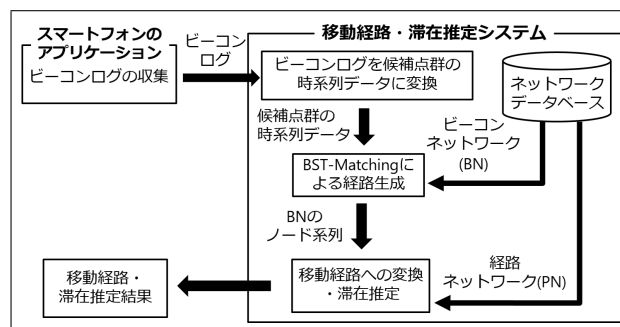 スマートフォンの
アプリケーション
ビーコンログの収集
ビーコン
ログ
移動経路・滞在推定システム
ビーコンログを候補点群の
時系列データに変換
ネットワーク
データベース
候補点群の
時系列データ
ビーコン
ネットワーク
(BN)
BST-Matchingに
よる経路生成
BNの
ノード系列
移動経路・
滞在推定結果
移動経路への変換
・滞在推定
経路
ネットワーク(PN)